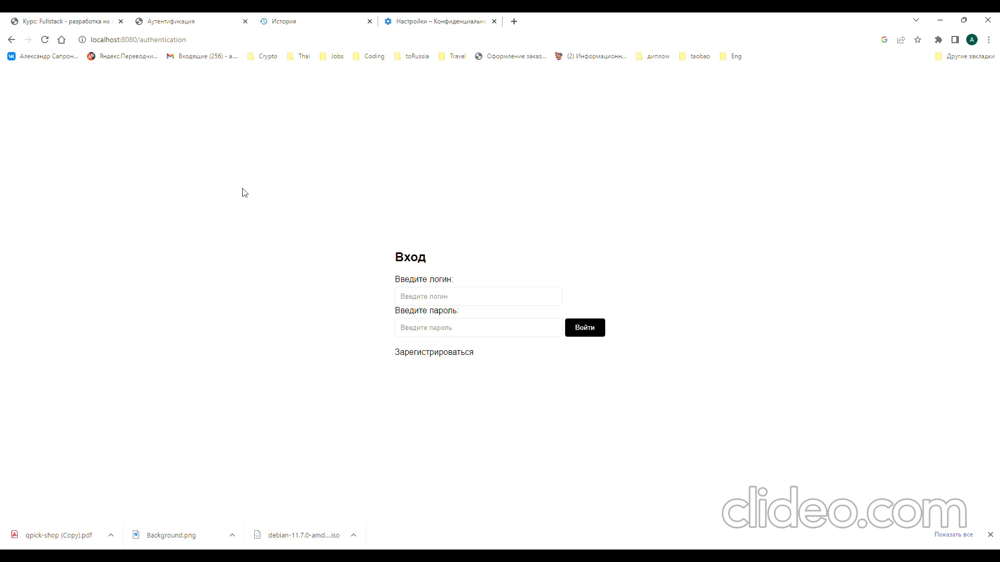 Курс: Fullstack - разработка на
Аутентификация
История
Настройки – Конфиденциально
localhost:8080/authentication
A
Александр Сапрон...
Яндекс.Переводчи...
Входящие (256) - a....
Crypto
Thai
Jobs
Coding
toRussia
Travel
Оформление заказ...
(2) Информационн...
диплом
taobao
Eng
Другие закладки
Вход
Введите логин:
Введите логин
Введите пароль:
Введите пароль
Войти
Зарегистрироваться
clideo.com
qpick-shop (Copy).pdf
Background.png
debian-11.7.0-amd....iso
Показать все